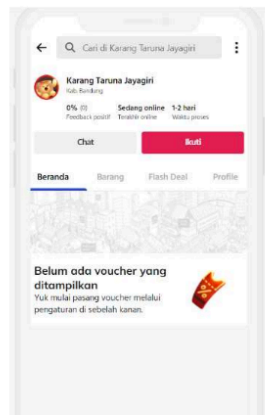 Cari di Karang Taruna Jayagiri
Karang Taruna Jayagiri
Kab. Bandung
0% (0) Sedang online 1-2 hari
Feedback positif Terakhir online Waktu proses
Chat Ikuti
Beranda Barang Flash Deal Profile
Belum ada voucher yang
ditampilkan
Yuk mulai pasang voucher melalui
pengaturan di sebelah kanan.